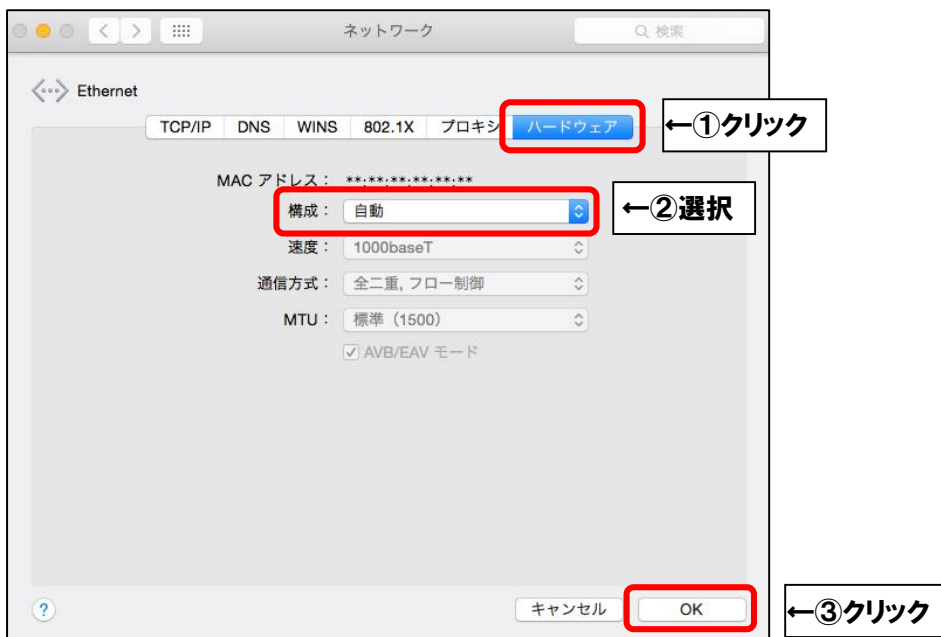 ネットワーク
検索
Ethernet
TCP/IP DNS WINS 802.1X プロキシ ハードウェア
←①クリック
MAC アドレス： **:**:**:**:**:**
構成： 自動
←②選択
速度： 1000baseT
通信方式： 全二重, フロー制御
MTU： 標準（1500）
AVB/EAV モード
? キャンセル OK
←③クリック